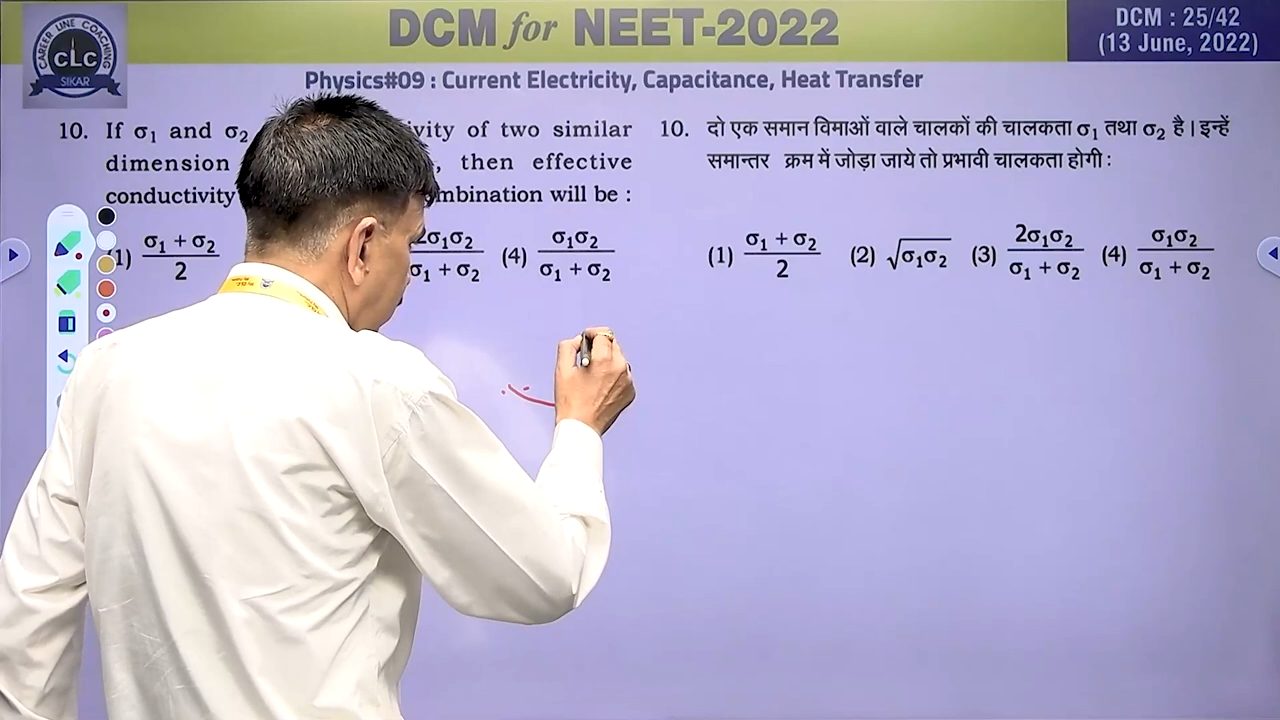 DCM for NEET-2022
DCM : 25/42
(13 June, 2022)
CAREER LINE COACHING
CLC
SIKAR
Physics#09 : Current Electricity, Capacitance, Heat Transfer
10. If σ₁ and σ₂ ivity of two similar
dimension , then effective
conductivity mbination will be :
1) (σ₁ + σ₂)/2 2σ₁σ₂/(σ₁ + σ₂) (4) σ₁σ₂/(σ₁ + σ₂)
10. दो एक समान विमाओं वाले चालकों की चालकता σ₁ तथा σ₂ है। इन्हें
समान्तर क्रम में जोड़ा जाये तो प्रभावी चालकता होगी :
(1) (σ₁ + σ₂)/2 (2) √(σ₁σ₂) (3) 2σ₁σ₂/(σ₁ + σ₂) (4) σ₁σ₂/(σ₁ + σ₂)